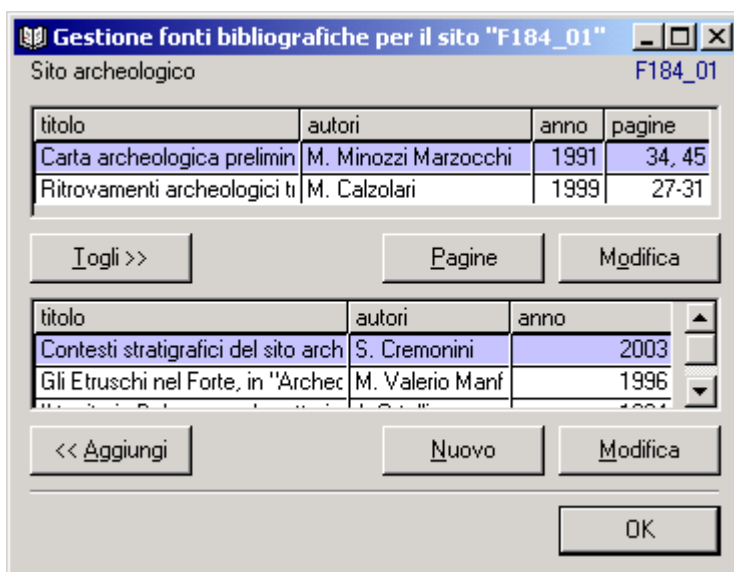 Gestione fonti bibliografiche per il sito "F184_01"
Sito archeologico F184_01
titolo autori anno pagine
Carta archeologica prelimin M. Minozzi Marzocchi 1991 34, 45
Ritrovamenti archeologici tr M. Calzolari 1999 27-31
Togli >> Pagine Modifica
titolo autori anno
Contesti stratigrafici del sito arch S. Cremonini 2003
Gli Etruschi nel Forte, in "Archec M. Valerio Manf 1996
<< Aggiungi Nuovo Modifica
OK